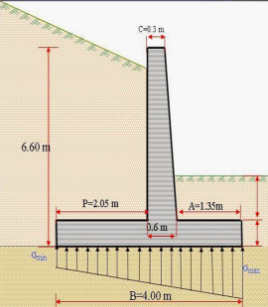 C=0.3 m
6.60 m
P=2.05 m
A=1.35m
0.6 m
σmin
σmax
B=4.00 m